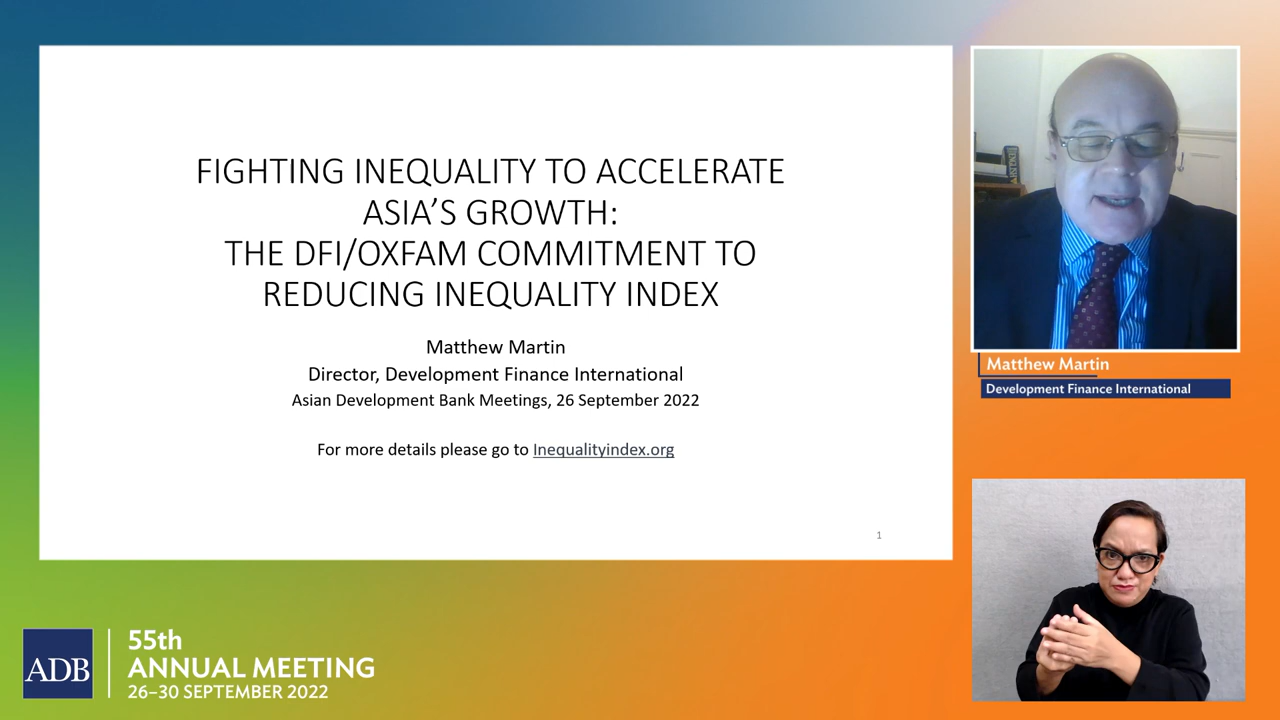 FIGHTING INEQUALITY TO ACCELERATE
ASIA'S GROWTH:
THE DFI/OXFAM COMMITMENT TO
REDUCING INEQUALITY INDEX
Matthew Martin
Director, Development Finance International
Asian Development Bank Meetings, 26 September 2022
For more details please go to Inequalityindex.org
1
ENGLISH
Matthew Martin
Development Finance International
ADB
55th
ANNUAL MEETING
26–30 SEPTEMBER 2022